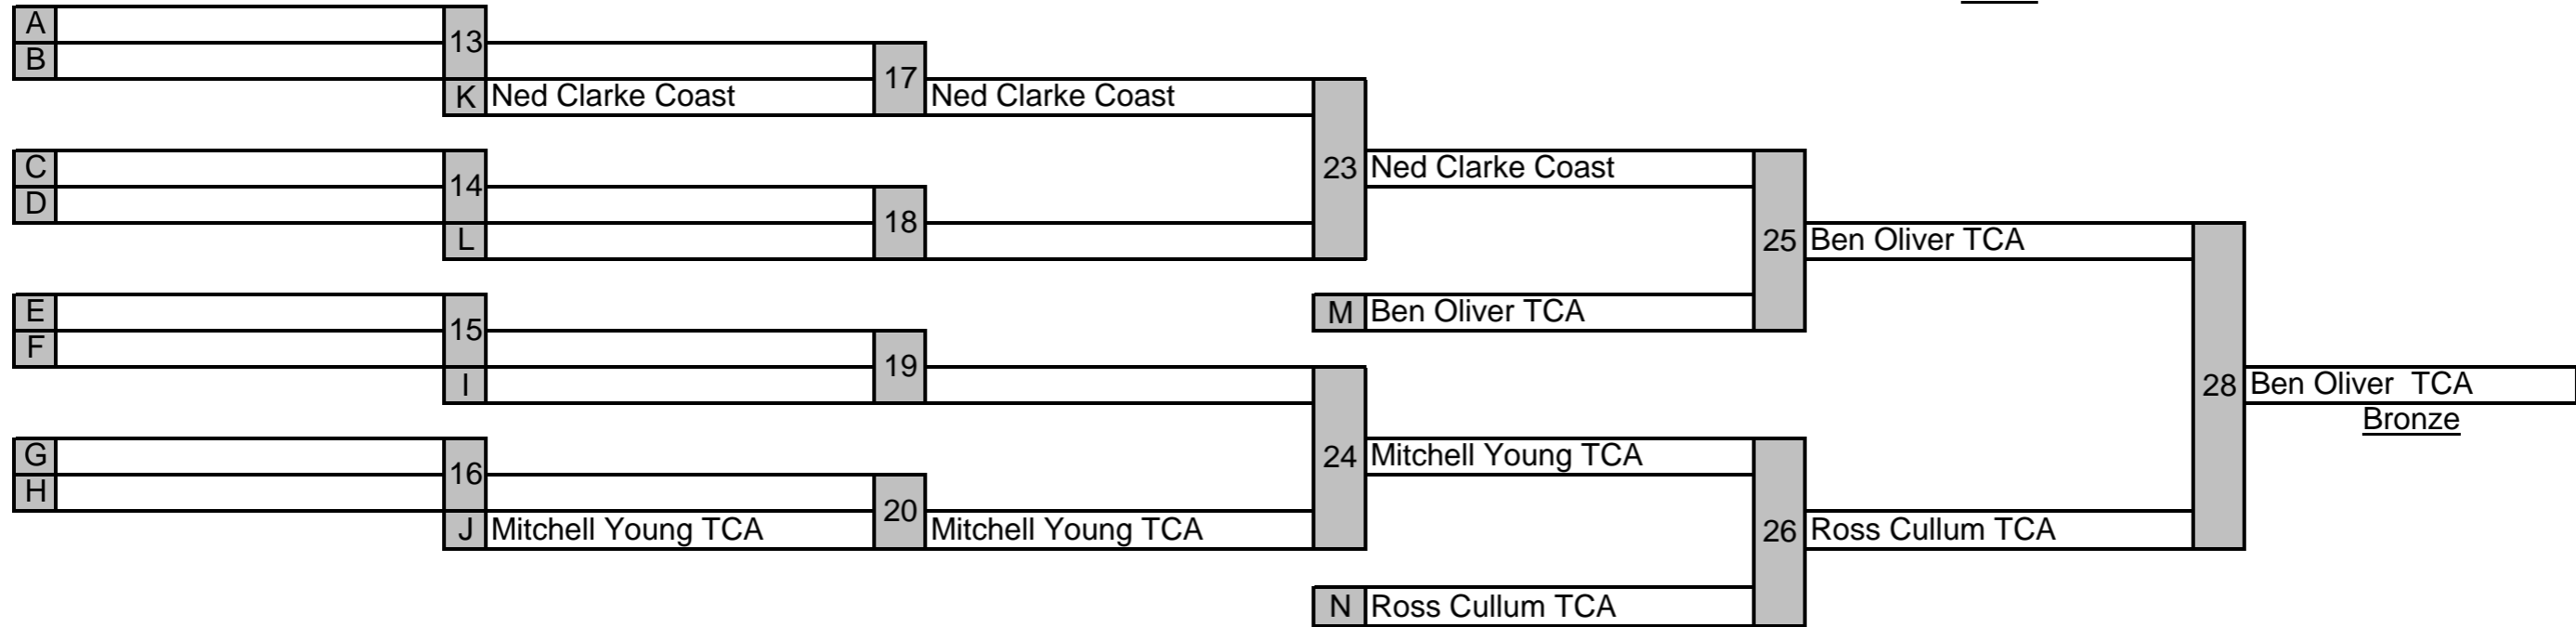 A
13
B
17
K Ned Clarke Coast
Ned Clarke Coast
C
23 Ned Clarke Coast
14
D
18
L
25 Ben Oliver TCA
E
M Ben Oliver TCA
15
F
19
I
28 Ben Oliver  TCA
Bronze
G
24 Mitchell Young TCA
16
H
20
J Mitchell Young TCA
Mitchell Young TCA
26 Ross Cullum TCA
N Ross Cullum TCA